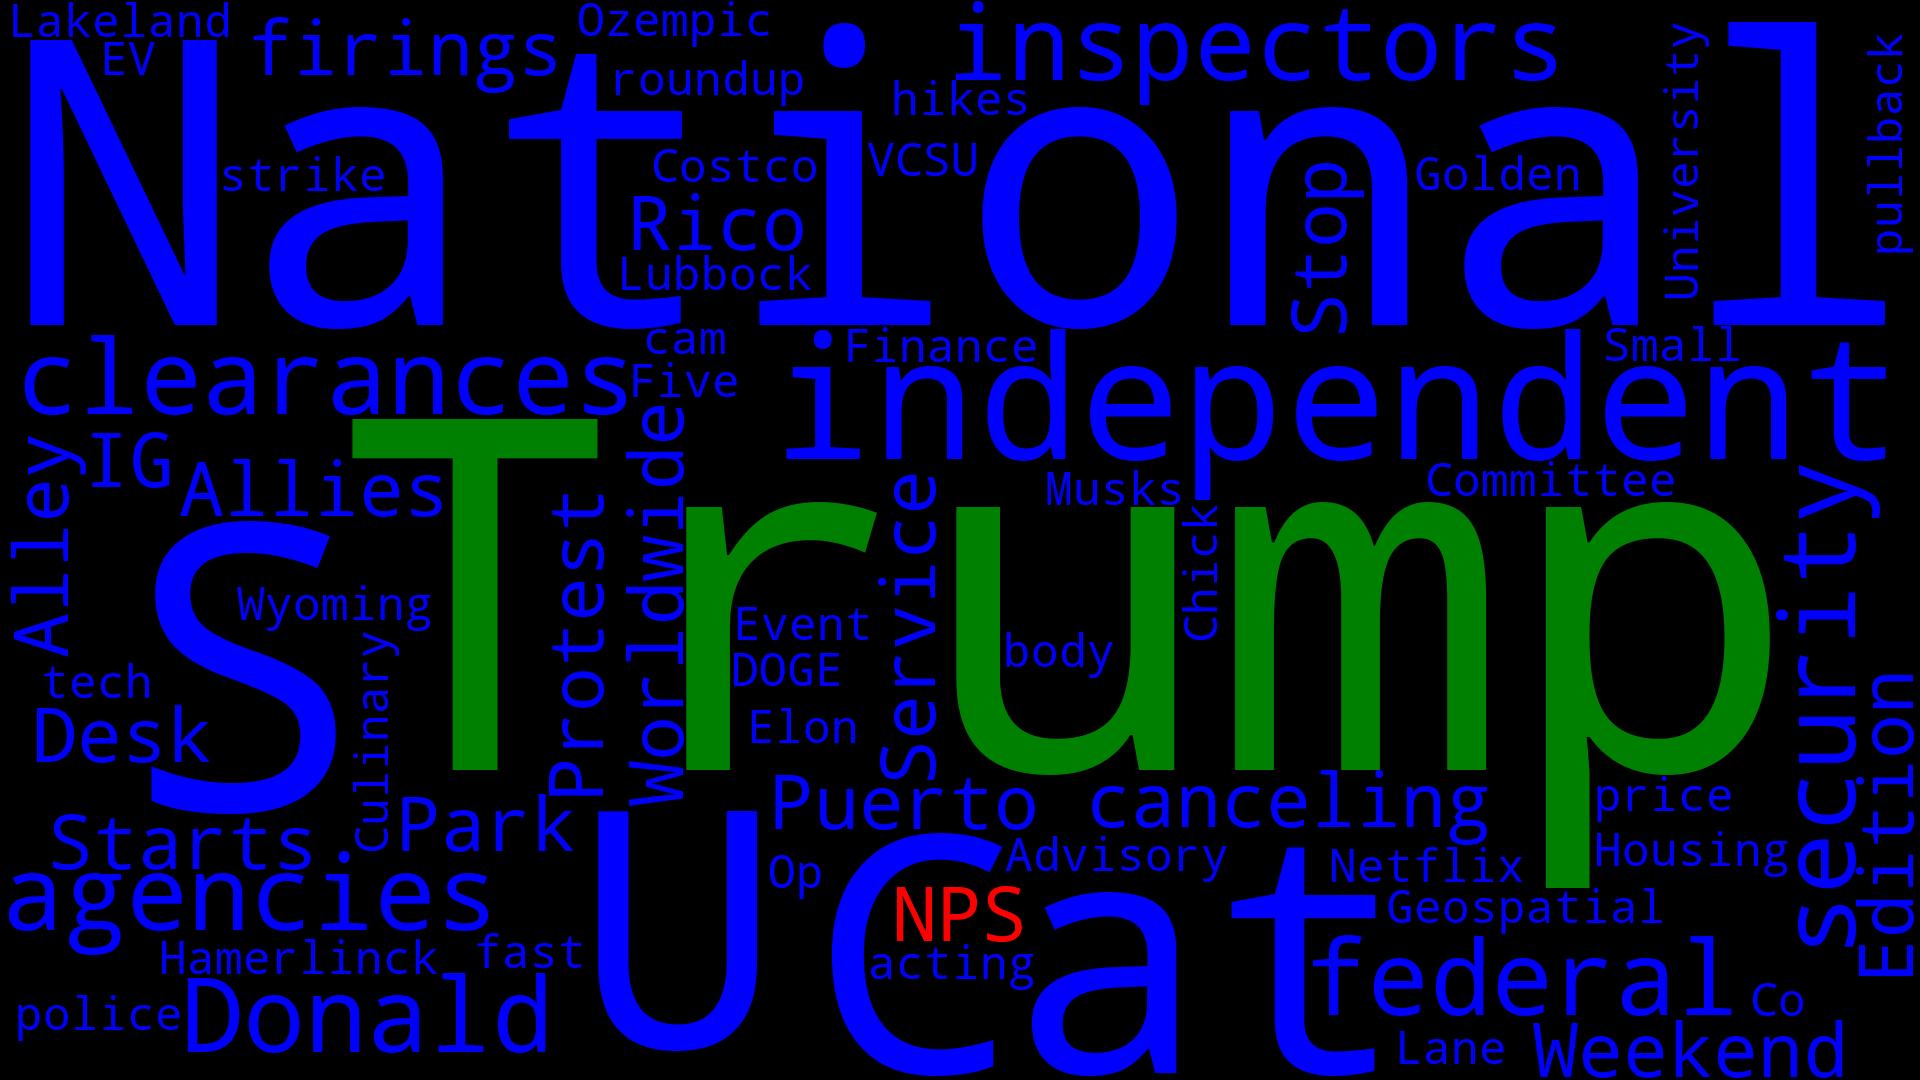 Lakeland
EV
firings
Ozempic
roundup
inspectors
hikes
University
pullback
National
strike
Costco
VCSU
Golden
Rico
Stop
Lubbock
cam
Finance
Small
clearances
Five
independent
Alley
IG
Allies
Worldwide
Musks
Committee
Protest
Service
Chick
security
Trump
S
Wyoming
Event
body
tech
DOGE
Culinary
Desk
Elon
Edition
Starts
Park
Puerto
canceling
price
Op
Advisory
Netflix
Housing
agencies
U
Cat
NPS
Geospatial
Hamerlinck
fast
acting
federal
police
Donald
Co
Lane
Weekend